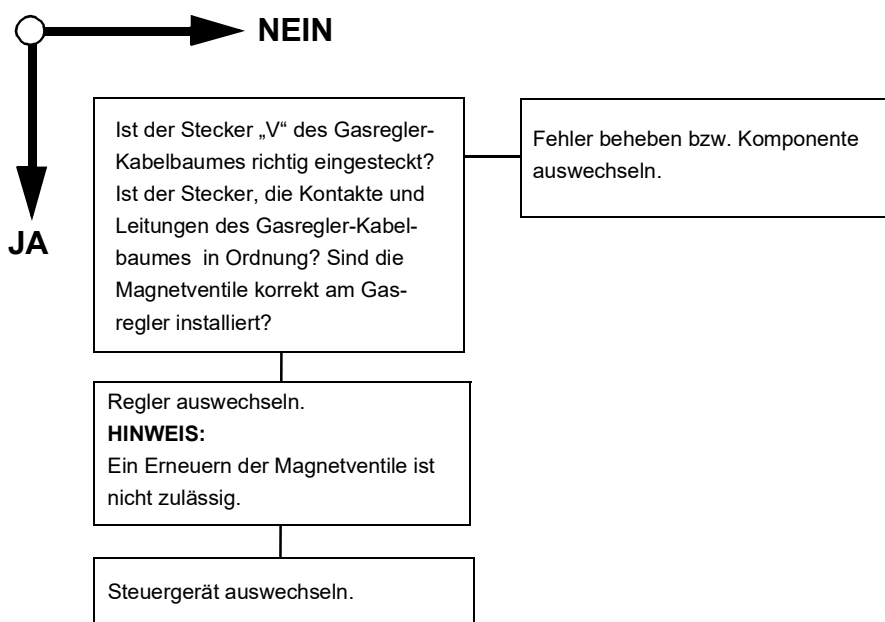 NEIN
JA
Ist der Stecker „V“ des Gasregler-
Kabelbaumes richtig eingesteckt?
Ist der Stecker, die Kontakte und
Leitungen des Gasregler-Kabel-
baumes in Ordnung? Sind die
Magnetventile korrekt am Gas-
regler installiert?
Fehler beheben bzw. Komponente
auswechseln.
Regler auswechseln.
HINWEIS:
Ein Erneuern der Magnetventile ist
nicht zulässig.
Steuergerät auswechseln.